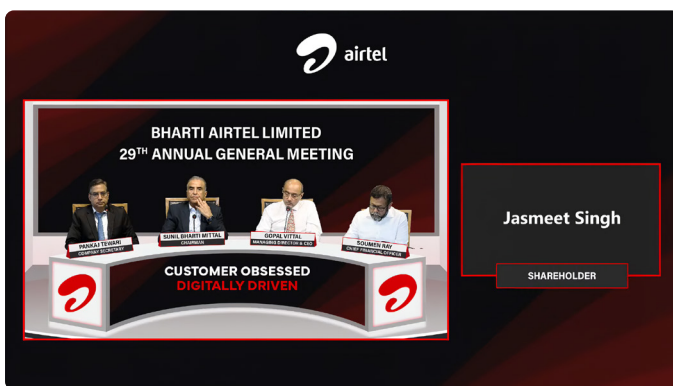 airtel
BHARTI AIRTEL LIMITED
29TH ANNUAL GENERAL MEETING
PANKAJ TEWARI
COMPANY SECRETARY
SUNIL BHARTI MITTAL
CHAIRMAN
GOPAL VITTAL
MANAGING DIRECTOR & CEO
SOUMEN RAY
CHIEF FINANCIAL OFFICER
CUSTOMER OBSESSED
DIGITALLY DRIVEN
Jasmeet Singh
SHAREHOLDER